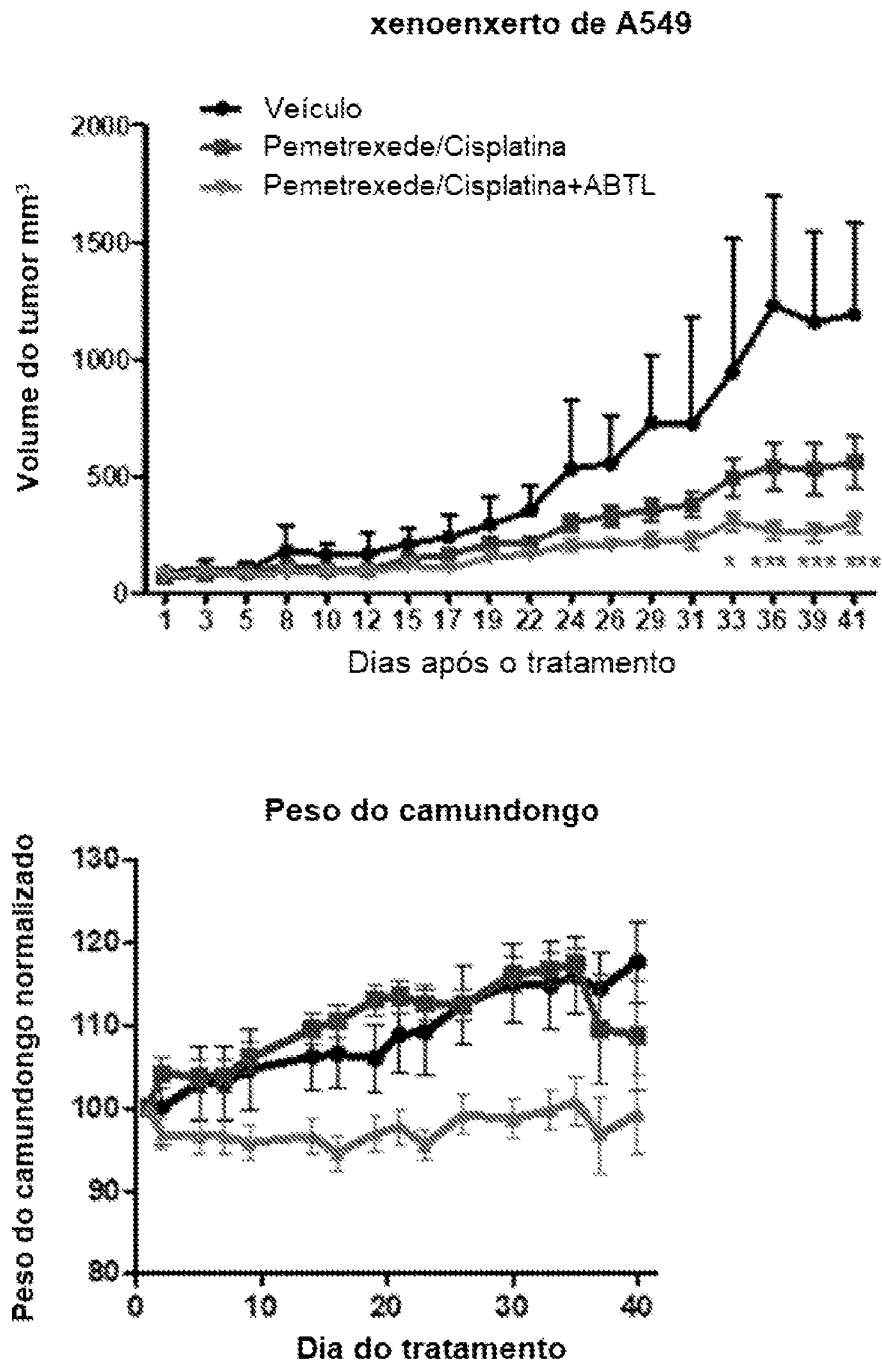 xenoenxerto de A549
Veículo
Pemetrexede/Cisplatina
Pemetrexede/Cisplatina+ABTL
Volume do tumor mm³
2000
1500
1000
500
0
* *** *** ***
1 3 5 8 10 12 15 17 19 22 24 26 29 31 33 36 39 41
Dias após o tratamento
Peso do camundongo
Peso do camundongo normalizado
130
120
110
100
90
80
0 10 20 30 40
Dia do tratamento